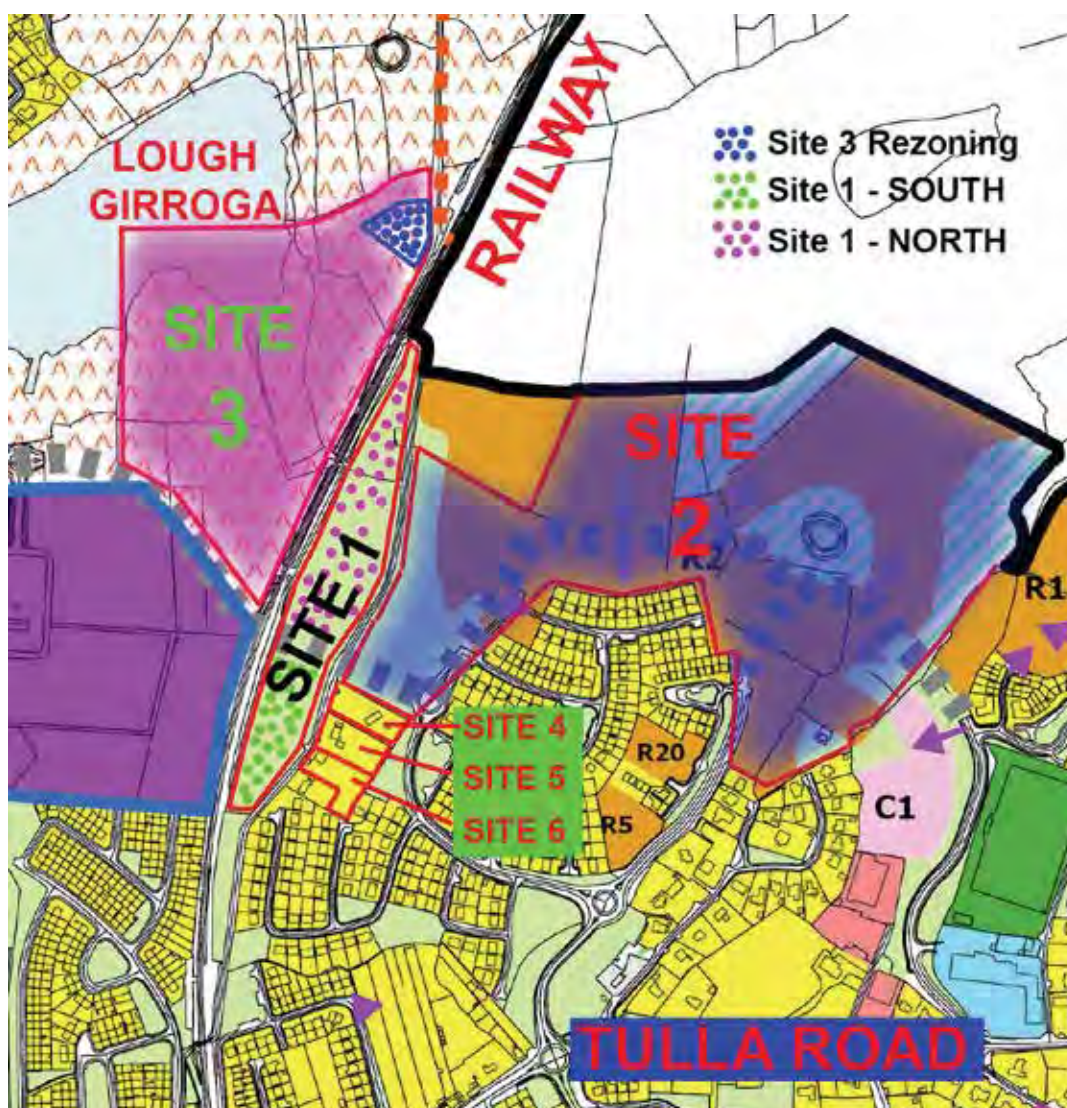 LOUGH
GIRROGA
RAILWAY
Site 3 Rezoning
Site 1 - SOUTH
Site 1 - NORTH
SITE
3
SITE
2
R2
R1
SITE 1
SITE 4
SITE 5
SITE 6
R20
R5
C1
TULLA ROAD